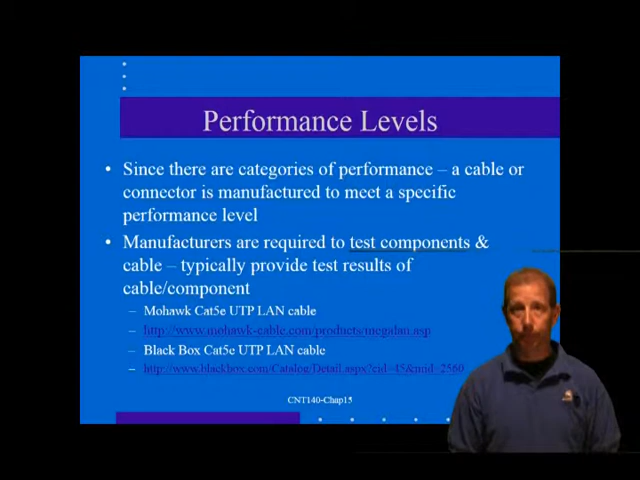 Performance Levels
• Since there are categories of performance – a cable or
connector is manufactured to meet a specific
performance level
• Manufacturers are required to test components &
cable – typically provide test results of
cable/component
– Mohawk Cat5e UTP LAN cable
– http://www.mohawk-cable.com/products/megalan.asp
– Black Box Cat5e UTP LAN cable
– http://www.blackbox.com/Catalog/Detail.aspx?cid=45&mid=2560
CNT140-Chap15